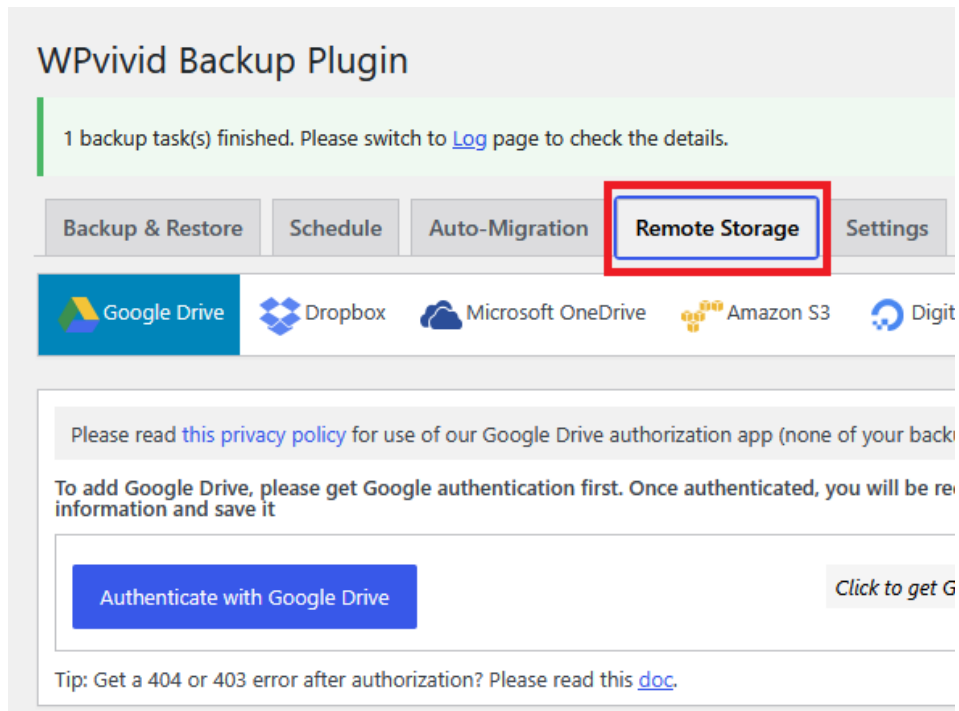 WPvivid Backup Plugin
1 backup task(s) finished. Please switch to Log page to check the details.
Backup & Restore Schedule Auto-Migration Remote Storage Settings
Google Drive Dropbox Microsoft OneDrive Amazon S3 Digit
Please read this privacy policy for use of our Google Drive authorization app (none of your back
To add Google Drive, please get Google authentication first. Once authenticated, you will be re
information and save it
Authenticate with Google Drive Click to get G
Tip: Get a 404 or 403 error after authorization? Please read this doc.